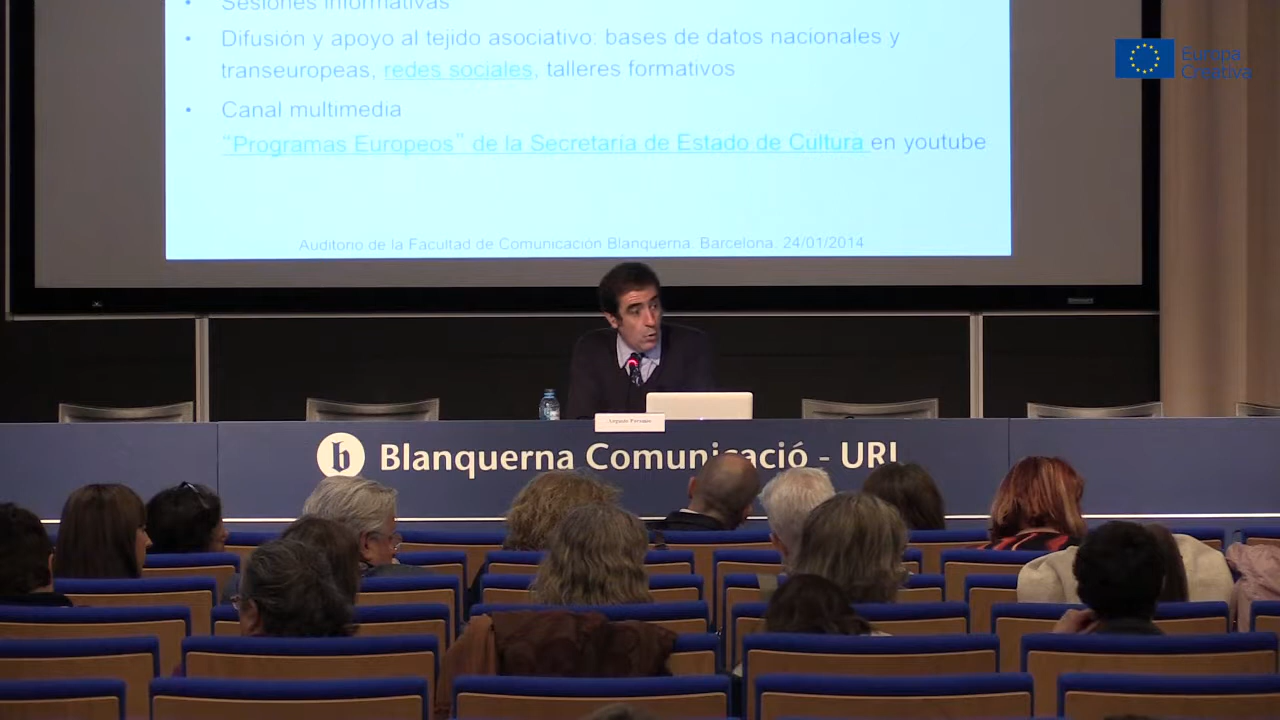 • Sesiones informativas
• Difusión y apoyo al tejido asociativo: bases de datos nacionales y
transeuropeas, redes sociales, talleres formativos
• Canal multimedia
“Programas Europeos” de la Secretaría de Estado de Cultura en youtube
Auditorio de la Facultad de Comunicación Blanquerna. Barcelona. 24/01/2014
Europa
Creativa
b Blanquerna Comunicació - URL